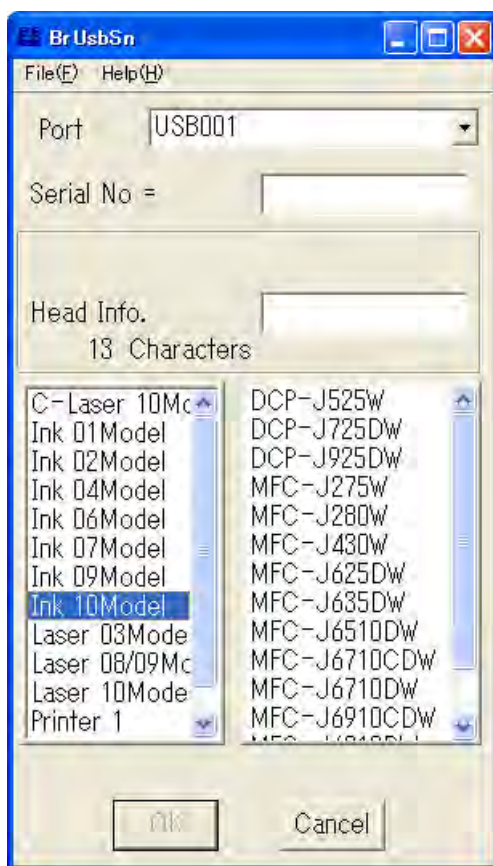 BrUsbSn
File(F) Help(H)
Port USB001
Serial No =
Head Info.
13 Characters
C-Laser 10Mc
Ink 01Model
Ink 02Model
Ink 04Model
Ink 06Model
Ink 07Model
Ink 09Model
Ink 10Model
Laser 03Mode
Laser 08/09Mc
Laser 10Mode
Printer 1
DCP-J525W
DCP-J725DW
DCP-J925DW
MFC-J275W
MFC-J280W
MFC-J430W
MFC-J625DW
MFC-J635DW
MFC-J6510DW
MFC-J6710CDW
MFC-J6710DW
MFC-J6910CDW
OK Cancel